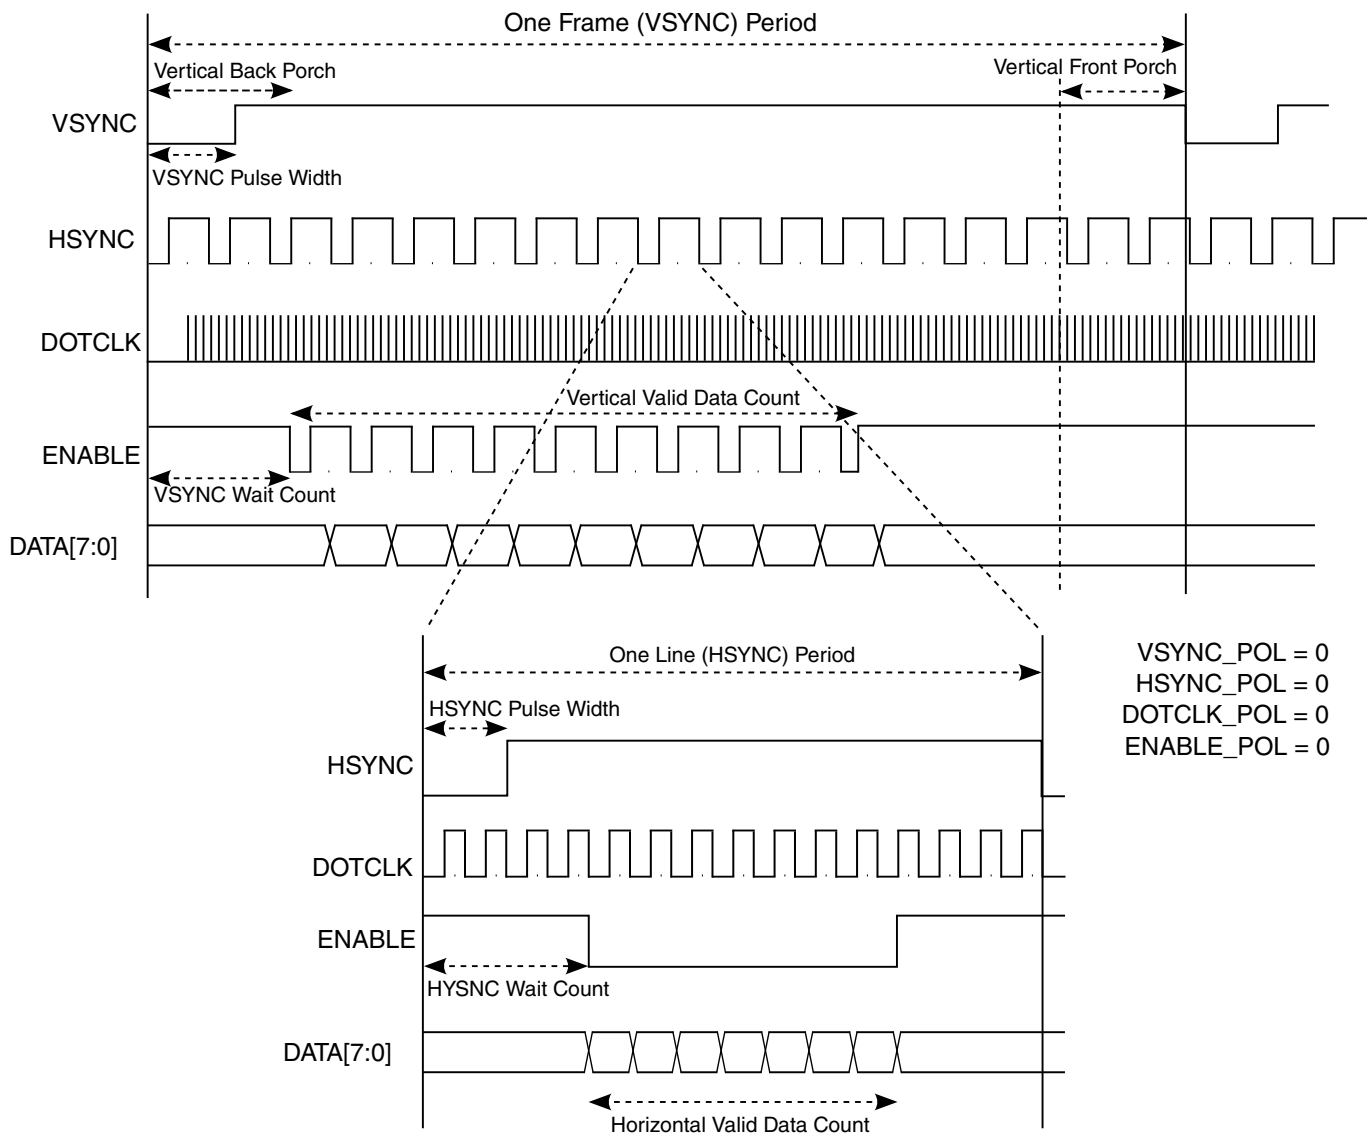 One Frame (VSYNC) Period
Vertical Back Porch
Vertical Front Porch
VSYNC
VSYNC Pulse Width
HSYNC
DOTCLK
Vertical Valid Data Count
ENABLE
VSYNC Wait Count
DATA[7:0]
One Line (HSYNC) Period
VSYNC_POL = 0
HSYNC_POL = 0
DOTCLK_POL = 0
ENABLE_POL = 0
HSYNC Pulse Width
HSYNC
DOTCLK
ENABLE
HYSNC Wait Count
DATA[7:0]
Horizontal Valid Data Count